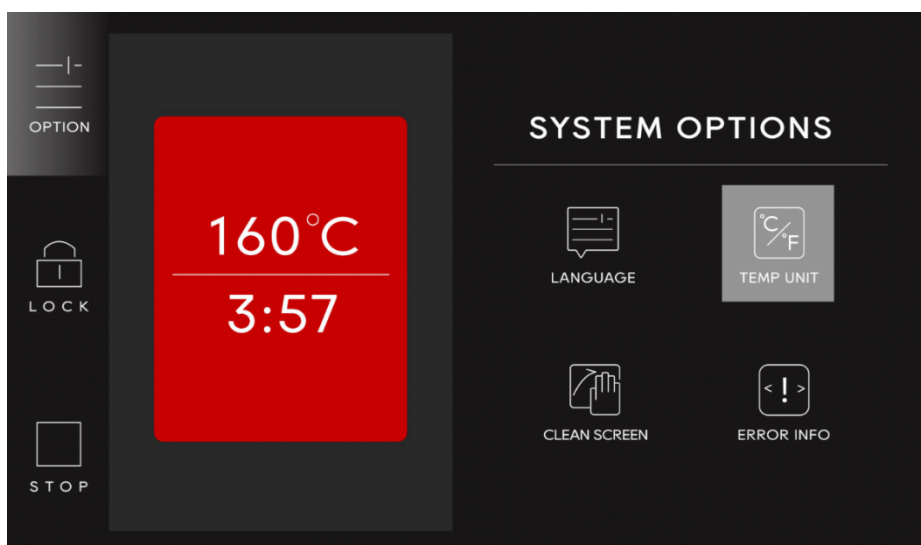 OPTION
LOCK
STOP
160°C
3:57
SYSTEM OPTIONS
LANGUAGE
°C/°F
TEMP UNIT
CLEAN SCREEN
<!>
ERROR INFO